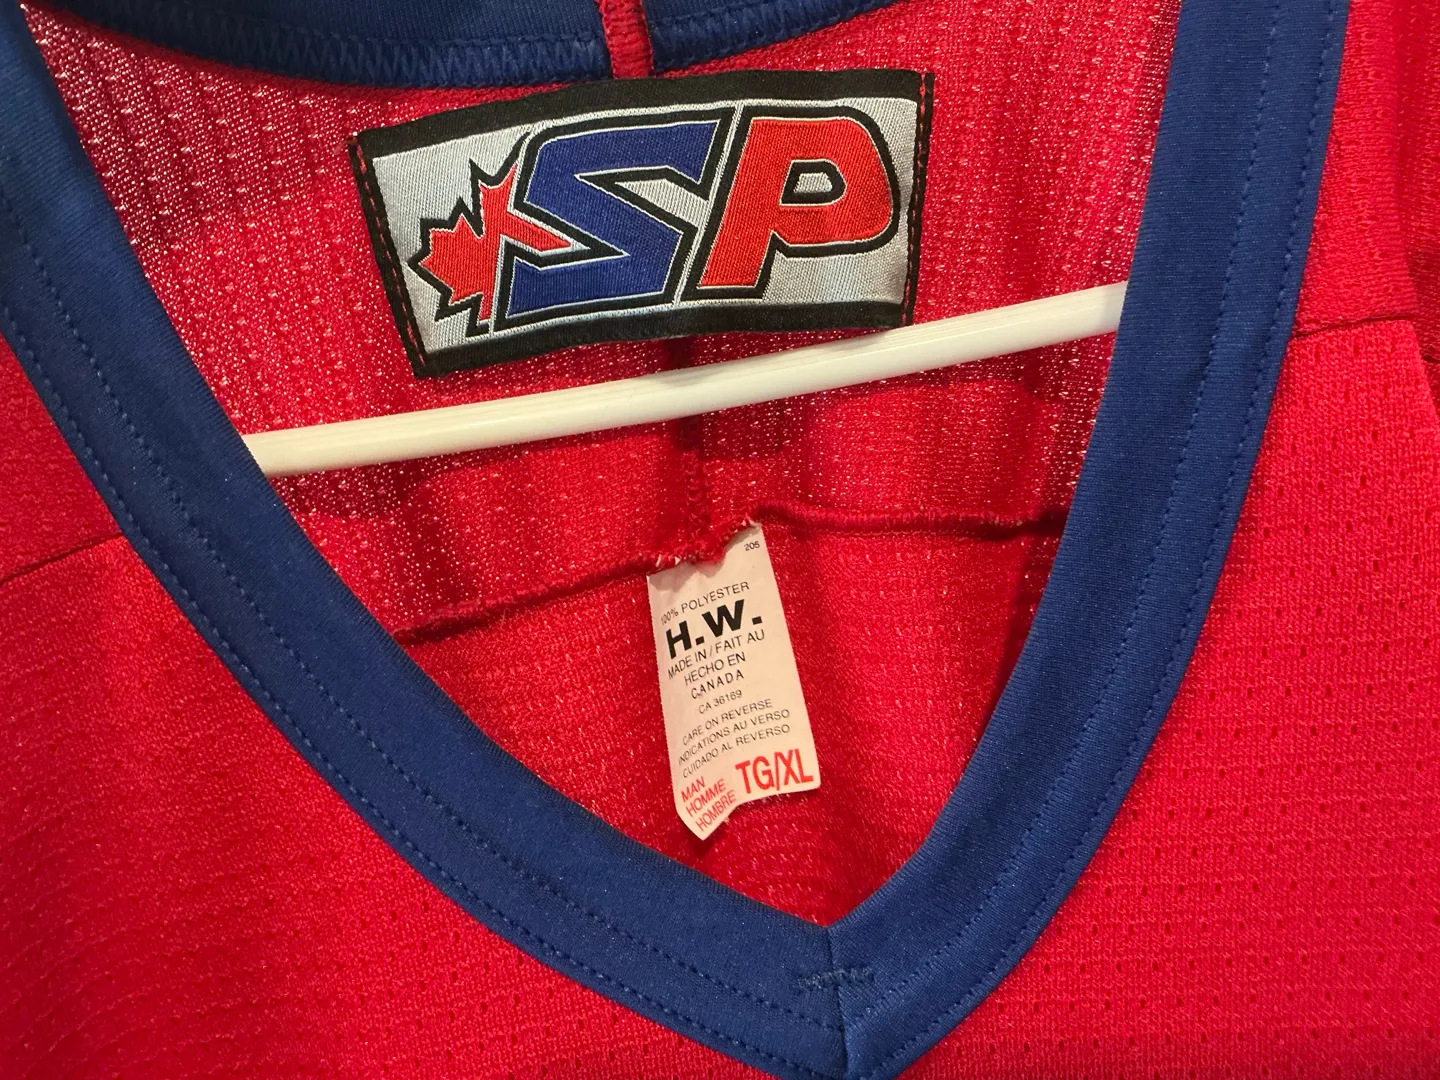 SP
205
100% POLYESTER
H.W.
MADE IN / FAIT AU
HECHO EN
CANADA
CA 36169
CARE ON REVERSE
INDICATIONS AU VERSO
CUIDADO AL REVERSO
MAN
HOMME
HOMBRE
TG/XL